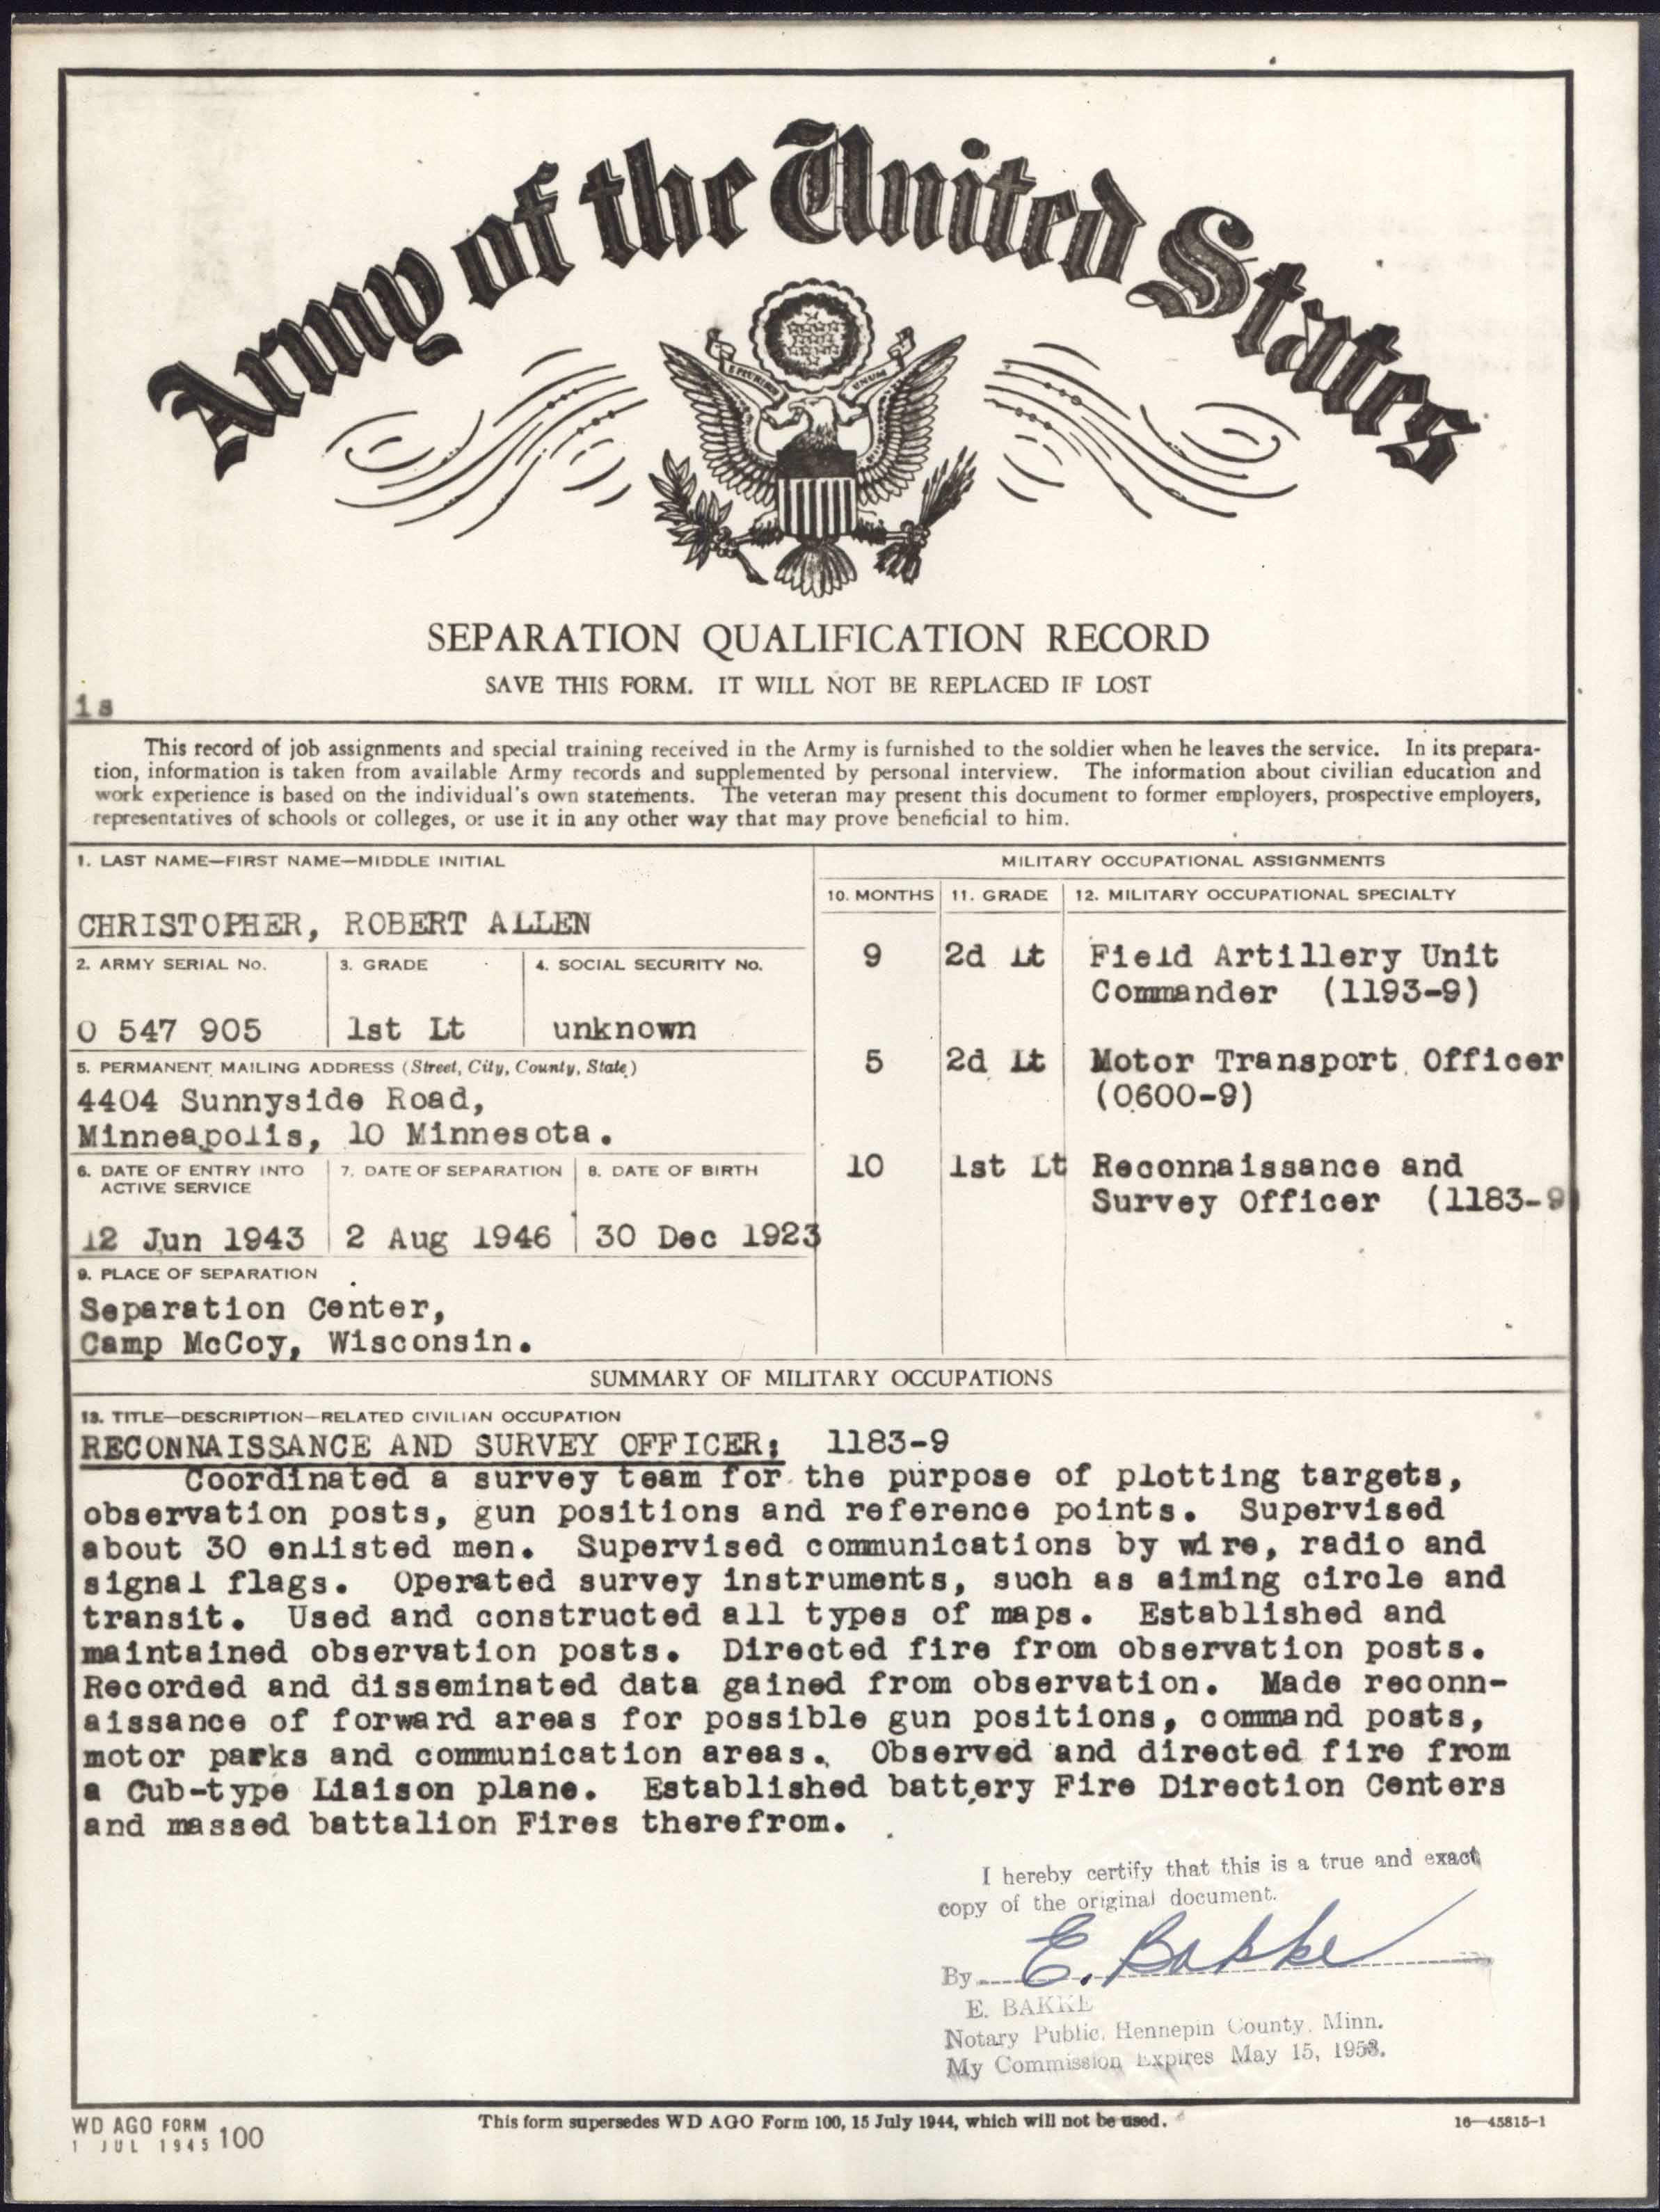 Army of the United States
E PLURIBUS UNUM
SEPARATION QUALIFICATION RECORD
SAVE THIS FORM. IT WILL NOT BE REPLACED IF LOST
is
This record of job assignments and special training received in the Army is furnished to the soldier when he leaves the service. In its prepara-
tion, information is taken from available Army records and supplemented by personal interview. The information about civilian education and
work experience is based on the individual's own statements. The veteran may present this document to former employers, prospective employers,
representatives of schools or colleges, or use it in any other way that may prove beneficial to him.
1. LAST NAME—FIRST NAME—MIDDLE INITIAL
CHRISTOPHER, ROBERT ALLEN
2. ARMY SERIAL No. 3. GRADE 4. SOCIAL SECURITY No.
O 547 905 1st Lt unknown
5. PERMANENT MAILING ADDRESS (Street, City, County, State)
4404 Sunnyside Road,
Minneapolis, 10 Minnesota.
6. DATE OF ENTRY INTO ACTIVE SERVICE 7. DATE OF SEPARATION 8. DATE OF BIRTH
12 Jun 1943 2 Aug 1946 30 Dec 1923
9. PLACE OF SEPARATION
Separation Center,
Camp McCoy, Wisconsin.
MILITARY OCCUPATIONAL ASSIGNMENTS
10. MONTHS 11. GRADE 12. MILITARY OCCUPATIONAL SPECIALTY
9 2d Lt Field Artillery Unit
Commander (1193-9)
5 2d Lt Motor Transport Officer
(0600-9)
10 1st Lt Reconnaissance and
Survey Officer (1183-9)
SUMMARY OF MILITARY OCCUPATIONS
13. TITLE—DESCRIPTION—RELATED CIVILIAN OCCUPATION
RECONNAISSANCE AND SURVEY OFFICER: 1183-9
Coordinated a survey team for the purpose of plotting targets,
observation posts, gun positions and reference points. Supervised
about 30 enlisted men. Supervised communications by wire, radio and
signal flags. Operated survey instruments, such as aiming circle and
transit. Used and constructed all types of maps. Established and
maintained observation posts. Directed fire from observation posts.
Recorded and disseminated data gained from observation. Made reconn-
aissance of forward areas for possible gun positions, command posts,
motor parks and communication areas. Observed and directed fire from
a Cub-type Liaison plane. Established battery Fire Direction Centers
and massed battalion Fires therefrom.
I hereby certify that this is a true and exact
copy of the original document.
By E. Bakke
E. BAKKE
Notary Public, Hennepin County, Minn.
My Commission Expires May 15, 1953.
WD AGO FORM 100
1 JUL 1945
This form supersedes WD AGO Form 100, 15 July 1944, which will not be used.
16—45815-1